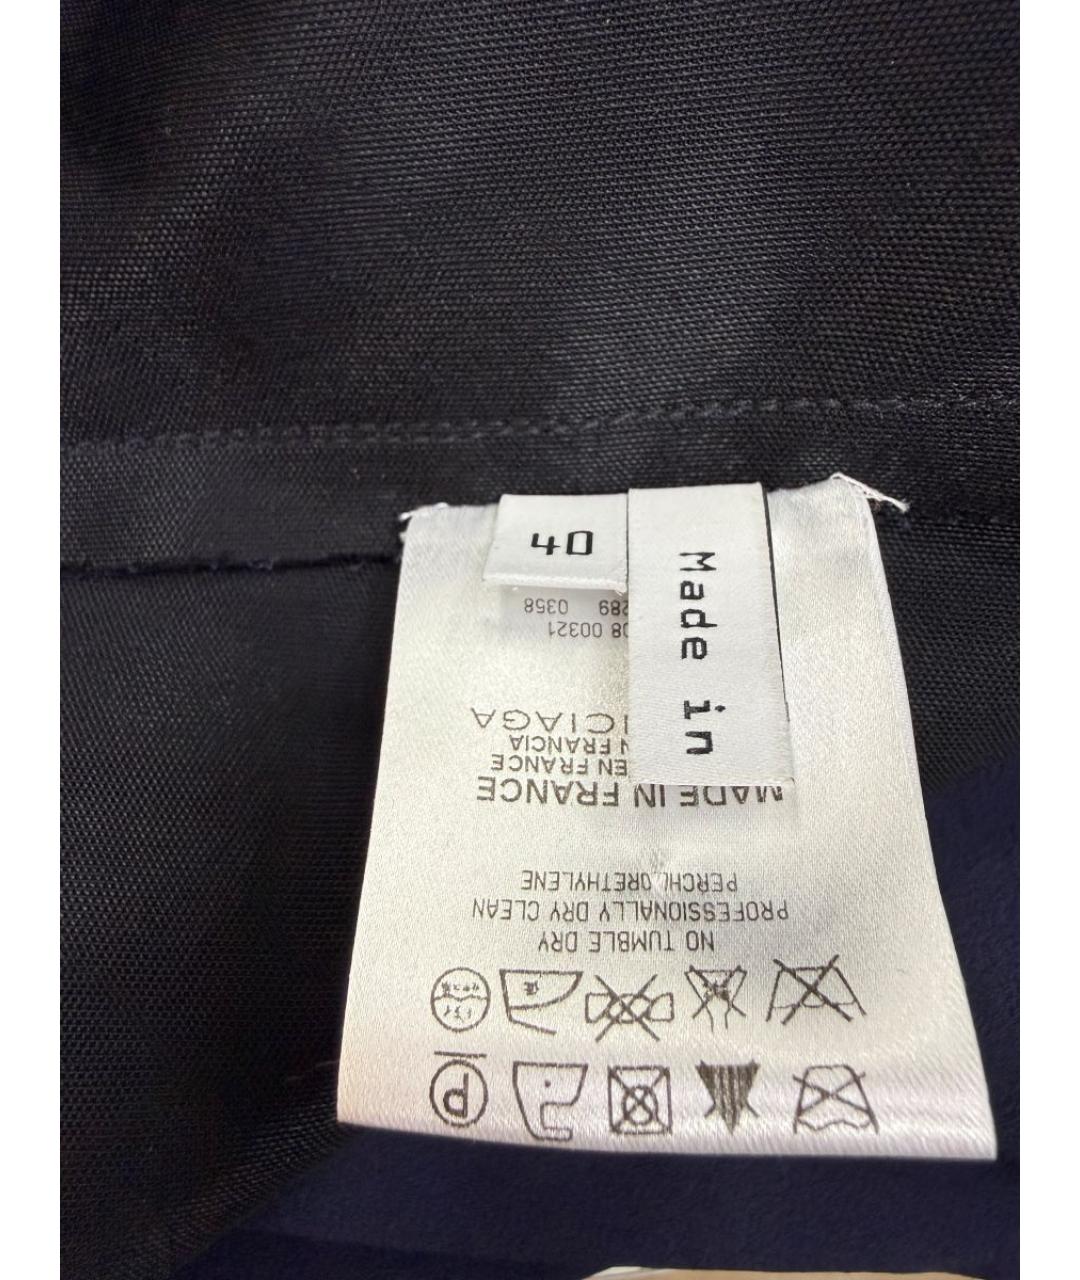 40
Made in
289 0358
08 00321
CIAGA
FRANCIA
EN FRANCE
MADE IN FRANCE
PERCHLORETHYLENE
PROFESSIONALLY DRY CLEAN
NO TUMBLE DRY
P